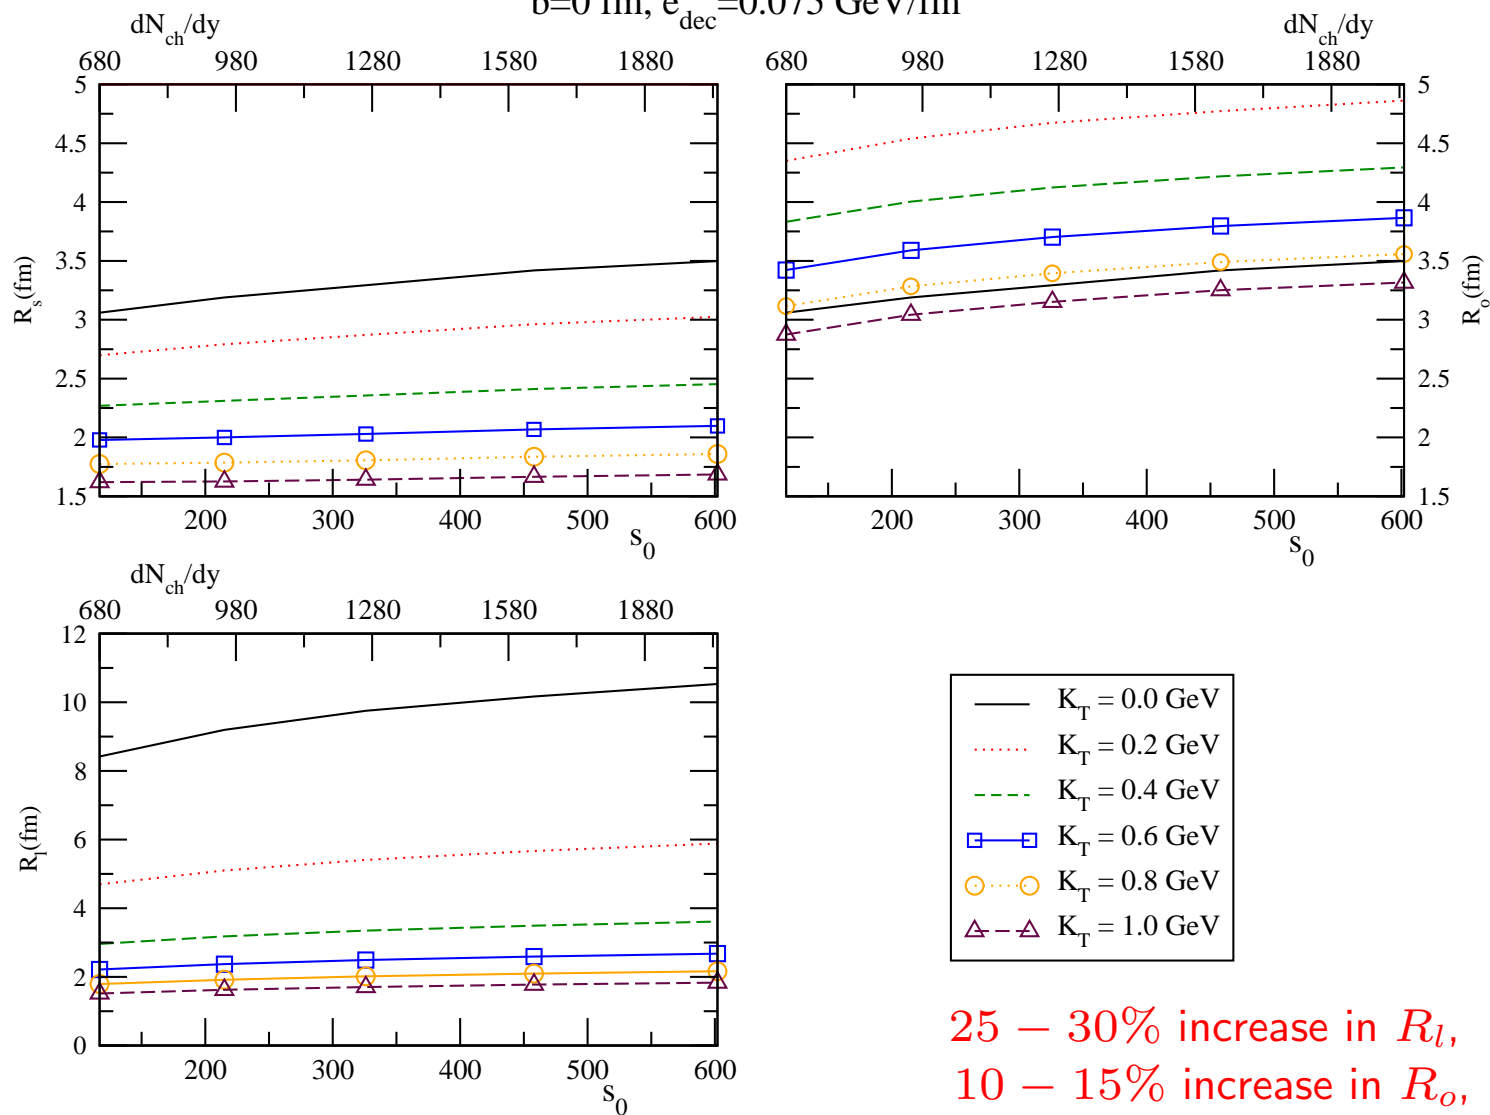 b=0 fm, e_dec=0.075 GeV/fm
dN_ch/dy
680 980 1280 1580 1880
5
4.5
4
3.5
3
2.5
2
1.5
R_s(fm)
200 300 400 500 600
s_0
dN_ch/dy
680 980 1280 1580 1880
5
4.5
4
3.5
3
2.5
2
1.5
R_o(fm)
200 300 400 500 600
s_0
dN_ch/dy
680 980 1280 1580 1880
12
10
8
6
4
2
0
R_l(fm)
200 300 400 500 600
s_0
K_T = 0.0 GeV
K_T = 0.2 GeV
K_T = 0.4 GeV
K_T = 0.6 GeV
K_T = 0.8 GeV
K_T = 1.0 GeV
25 − 30% increase in R_l,
10 − 15% increase in R_o,